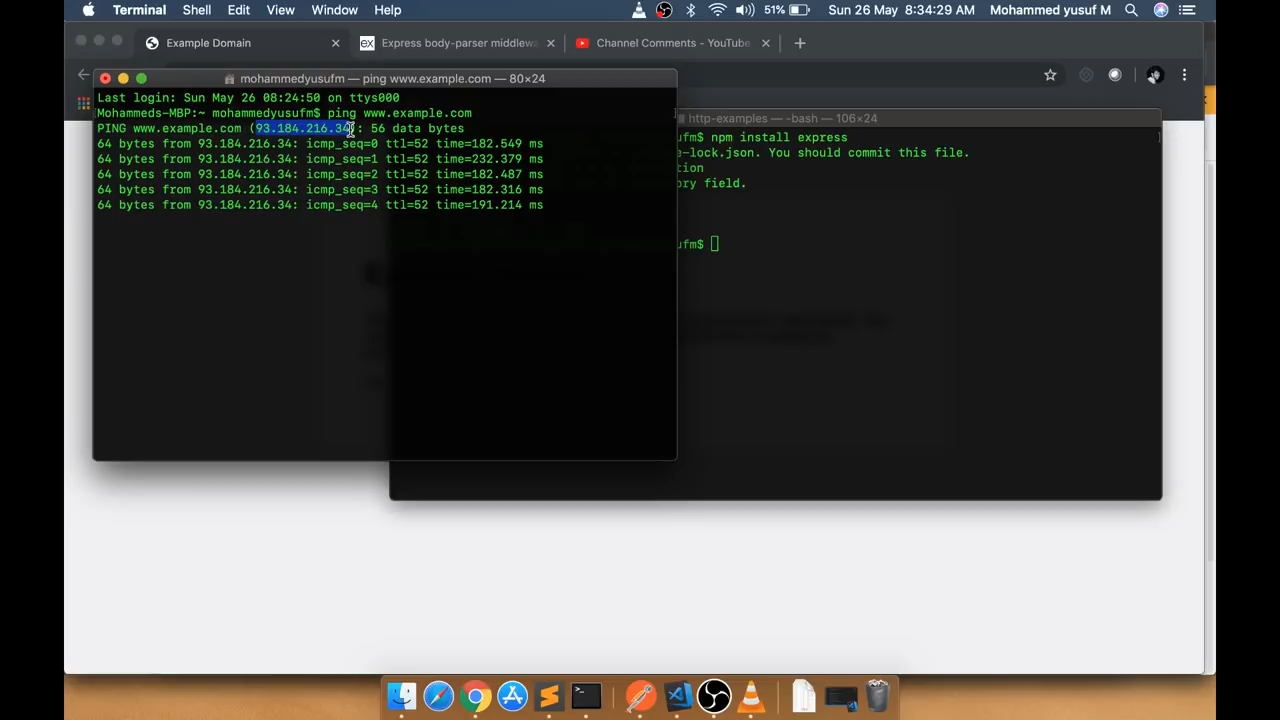 Terminal Shell Edit View Window Help 51% Sun 26 May 8:34:29 AM Mohammed yusuf M
Example Domain Express body-parser middlewa Channel Comments - YouTube
mohammedyusufm — ping www.example.com — 80×24
Last login: Sun May 26 08:24:50 on ttys000
Mohammeds-MBP:~ mohammedyusufm$ ping www.example.com
PING www.example.com (93.184.216.34): 56 data bytes
64 bytes from 93.184.216.34: icmp_seq=0 ttl=52 time=182.549 ms
64 bytes from 93.184.216.34: icmp_seq=1 ttl=52 time=232.379 ms
64 bytes from 93.184.216.34: icmp_seq=2 ttl=52 time=182.487 ms
64 bytes from 93.184.216.34: icmp_seq=3 ttl=52 time=182.316 ms
64 bytes from 93.184.216.34: icmp_seq=4 ttl=52 time=191.214 ms
http-examples — -bash — 106×24
ufm$ npm install express
e-lock.json. You should commit this file.
tion
ory field.
ufm$